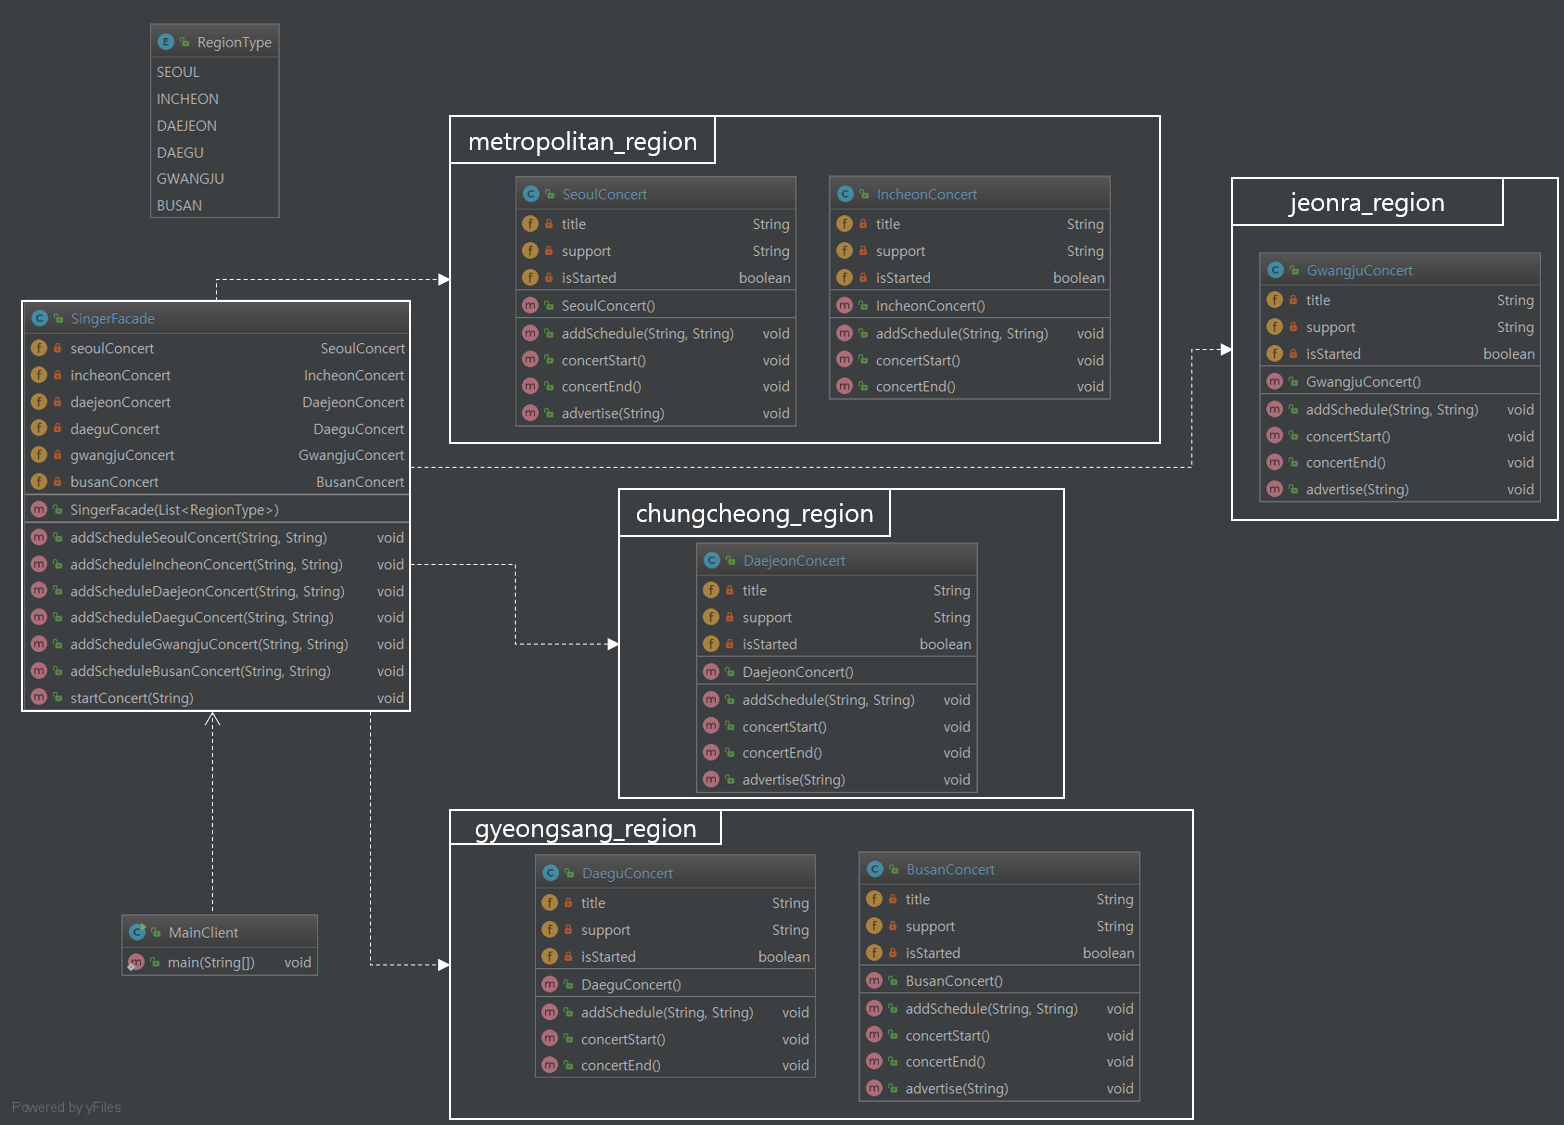 RegionType
SEOUL
INCHEON
DAEJEON
DAEGU
GWANGJU
BUSAN
metropolitan_region
SeoulConcert
title String
support String
isStarted boolean
SeoulConcert()
addSchedule(String, String) void
concertStart() void
concertEnd() void
advertise(String) void
IncheonConcert
title String
support String
isStarted boolean
IncheonConcert()
addSchedule(String, String) void
concertStart() void
concertEnd() void
jeonra_region
GwangjuConcert
title String
support String
isStarted boolean
GwangjuConcert()
addSchedule(String, String) void
concertStart() void
concertEnd() void
advertise(String) void
SingerFacade
seoulConcert SeoulConcert
incheonConcert IncheonConcert
daejeonConcert DaejeonConcert
daeguConcert DaeguConcert
gwangjuConcert GwangjuConcert
busanConcert BusanConcert
SingerFacade(List<RegionType>)
addScheduleSeoulConcert(String, String) void
addScheduleIncheonConcert(String, String) void
addScheduleDaejeonConcert(String, String) void
addScheduleDaeguConcert(String, String) void
addScheduleGwangjuConcert(String, String) void
addScheduleBusanConcert(String, String) void
startConcert(String) void
chungcheong_region
DaejeonConcert
title String
support String
isStarted boolean
DaejeonConcert()
addSchedule(String, String) void
concertStart() void
concertEnd() void
advertise(String) void
gyeongsang_region
DaeguConcert
title String
support String
isStarted boolean
DaeguConcert()
addSchedule(String, String) void
concertStart() void
concertEnd() void
BusanConcert
title String
support String
isStarted boolean
BusanConcert()
addSchedule(String, String) void
concertStart() void
concertEnd() void
advertise(String) void
MainClient
main(String[]) void
Powered by yFiles